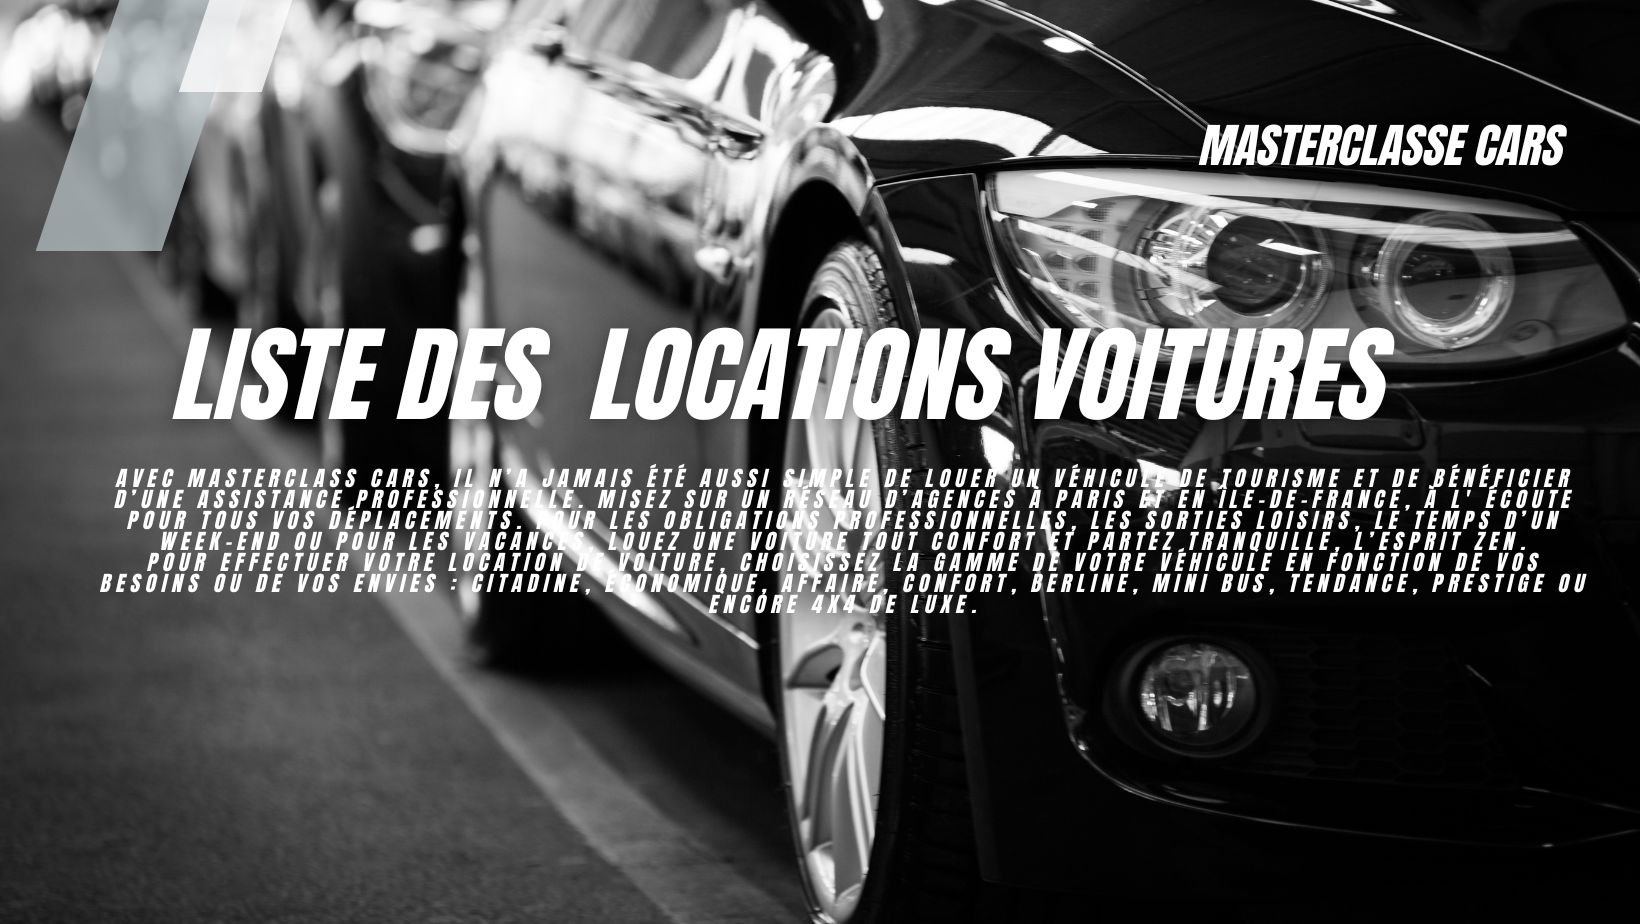 MASTERCLASSE CARS
LISTE DES LOCATIONS VOITURES
AVEC MASTERCLASS CARS, IL N'A JAMAIS ÉTÉ AUSSI SIMPLE DE LOUER UN VÉHICULE DE TOURISME ET DE BÉNÉFICIER
D'UNE ASSISTANCE PROFESSIONNELLE. MISEZ SUR UN RÉSEAU D'AGENCES À PARIS ET EN ÎLE-DE-FRANCE, À L' ÉCOUTE
POUR TOUS VOS DÉPLACEMENTS. POUR LES OBLIGATIONS PROFESSIONNELLES, LES SORTIES LOISIRS, LE TEMPS D'UN
WEEK-END OU POUR LES VACANCES, LOUEZ UNE VOITURE TOUT CONFORT ET PARTEZ TRANQUILLE, L'ESPRIT ZEN.
POUR EFFECTUER VOTRE LOCATION DE VOITURE, CHOISISSEZ LA GAMME DE VOTRE VÉHICULE EN FONCTION DE VOS
BESOINS OU DE VOS ENVIES : CITADINE, ÉCONOMIQUE, AFFAIRE, CONFORT, BERLINE, MINI BUS, TENDANCE, PRESTIGE OU
ENCORE 4X4 DE LUXE.